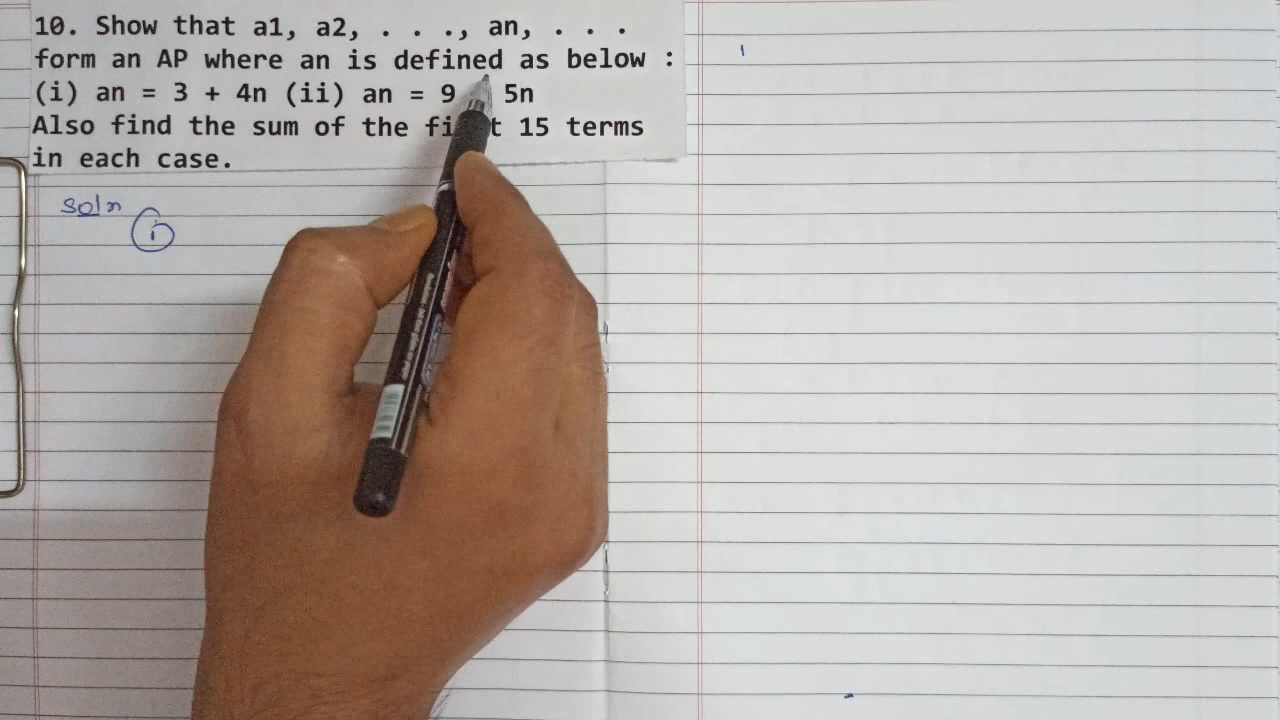 10. Show that a1, a2, . . ., an, . . .
form an AP where an is defined as below :
(i) an = 3 + 4n (ii) an = 9 5n
Also find the sum of the 15 terms
in each case.
soln
i